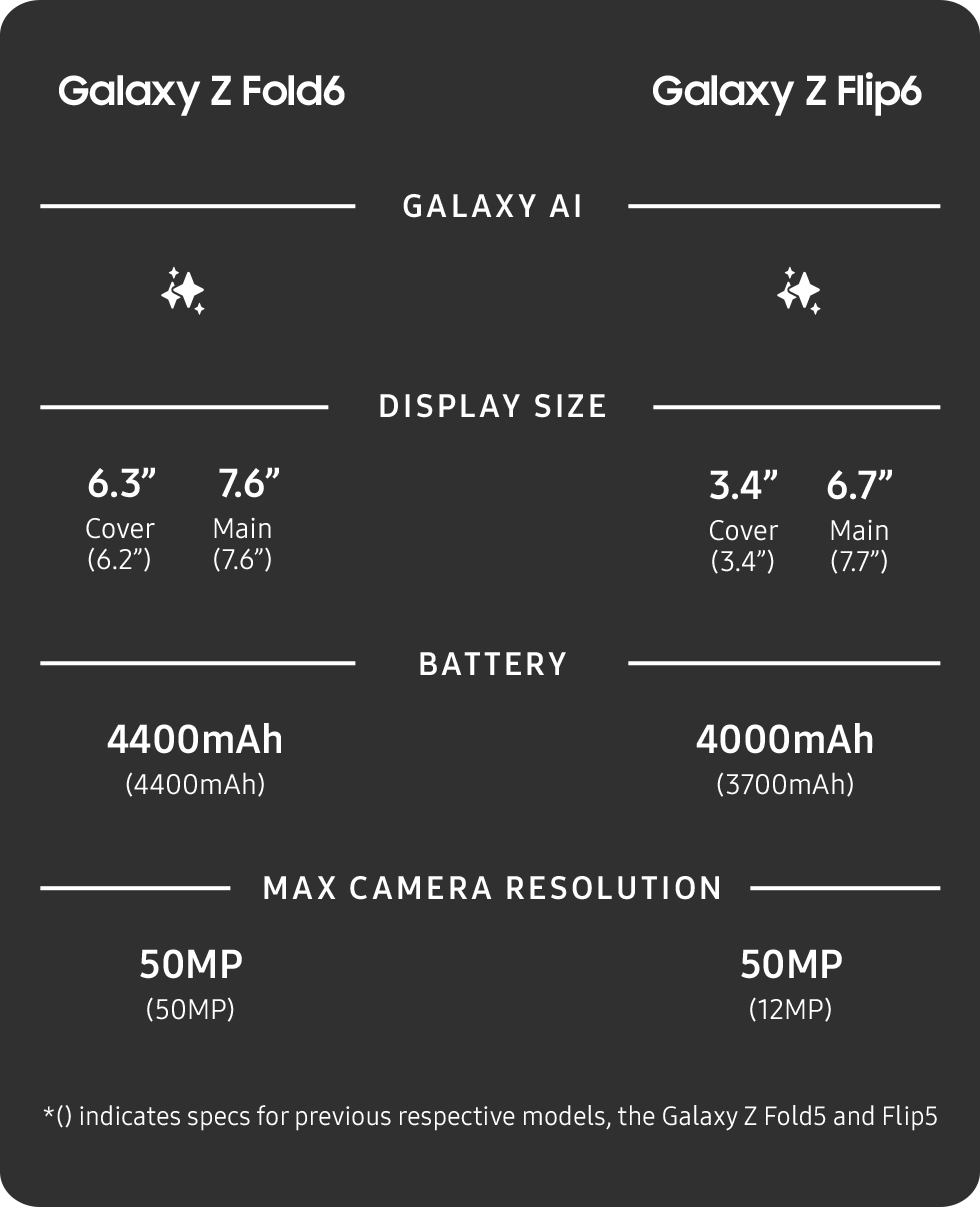 Galaxy Z Fold6 Galaxy Z Flip6
GALAXY AI
DISPLAY SIZE
6.3” 7.6” 3.4” 6.7”
Cover Main Cover Main
(6.2”) (7.6”) (3.4”) (7.7”)
BATTERY
4400mAh 4000mAh
(4400mAh) (3700mAh)
MAX CAMERA RESOLUTION
50MP 50MP
(50MP) (12MP)
*() indicates specs for previous respective models, the Galaxy Z Fold5 and Flip5